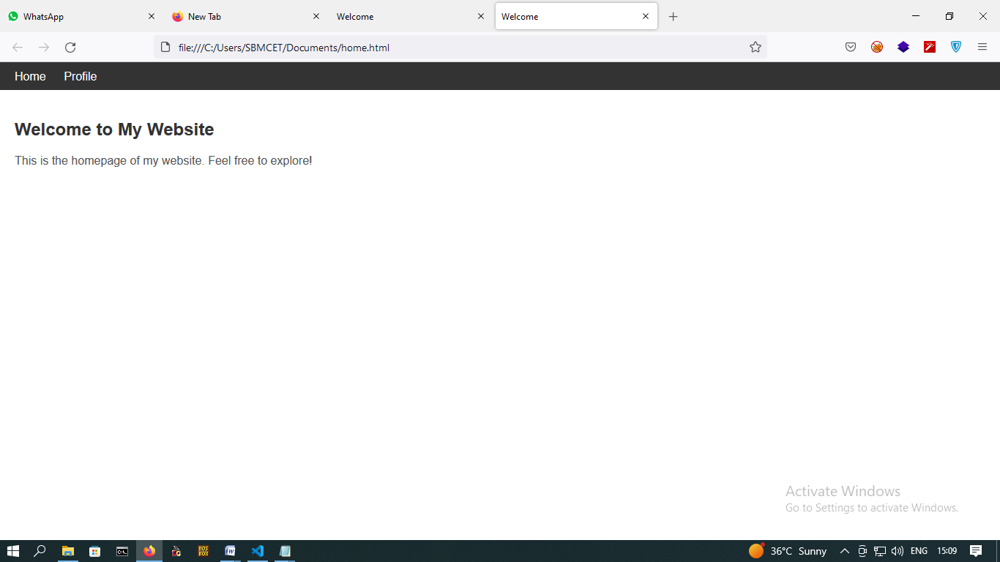 WhatsApp
New Tab
Welcome
Welcome
file:///C:/Users/SBMCET/Documents/home.html
Home Profile
Welcome to My Website
This is the homepage of my website. Feel free to explore!
Activate Windows
Go to Settings to activate Windows.
36°C Sunny
ENG
15:09